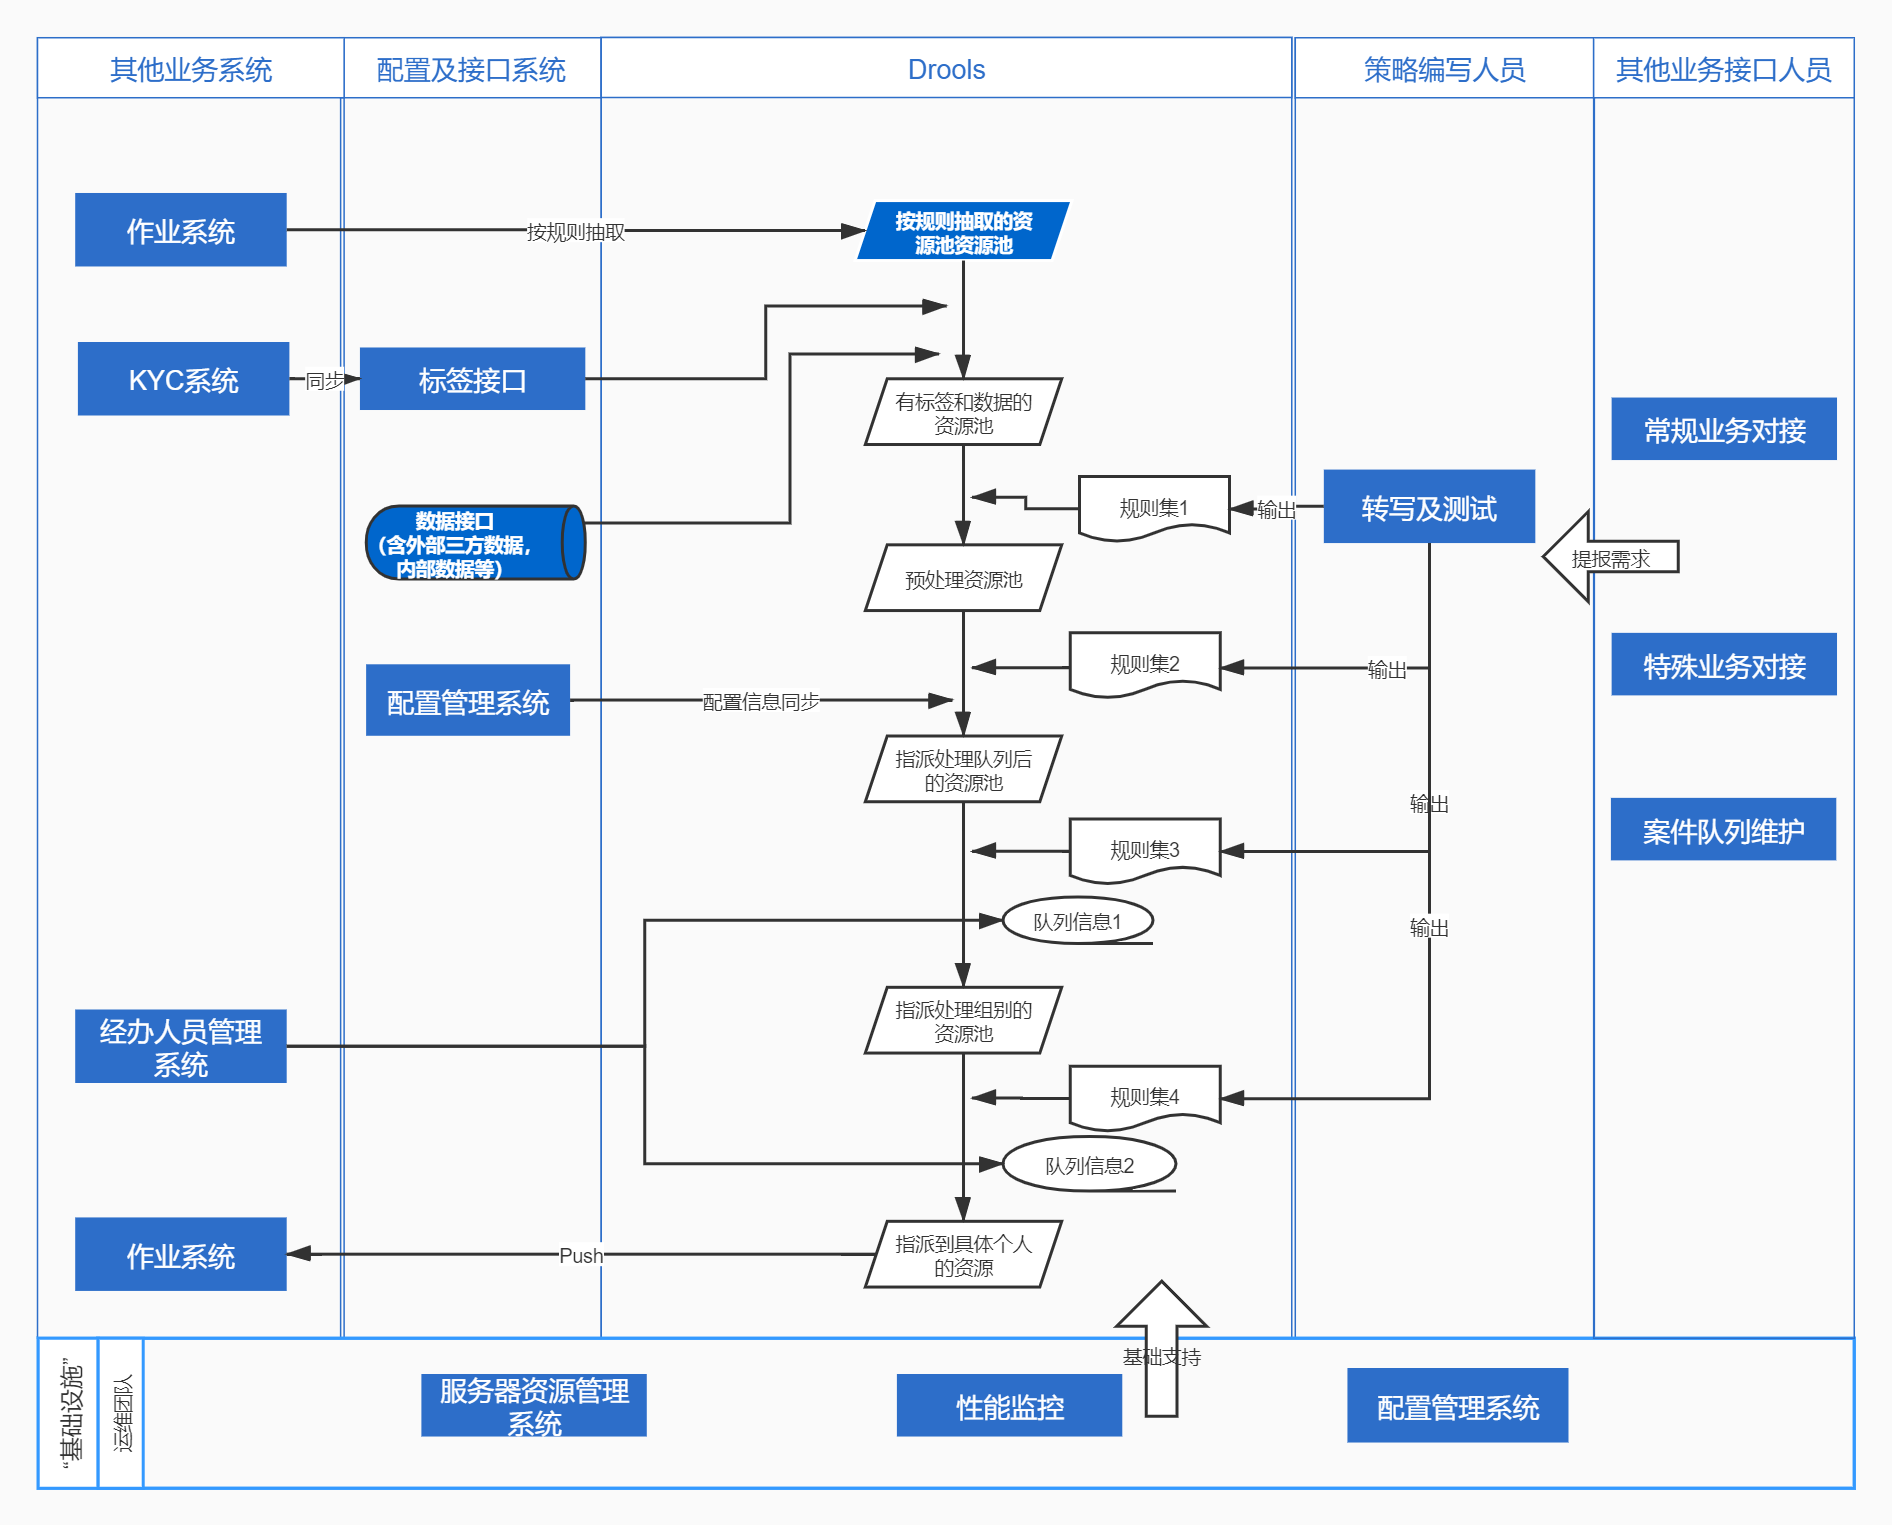 其他业务系统
配置及接口系统
Drools
策略编写人员
其他业务接口人员
作业系统
按规则抽取
按规则抽取的资
源池资源池
KYC系统
同步
标签接口
有标签和数据的
资源池
常规业务对接
数据接口
（含外部三方数据，
内部数据等）
规则集1
输出
转写及测试
提报需求
预处理资源池
规则集2
输出
特殊业务对接
配置管理系统
配置信息同步
指派处理队列后
的资源池
输出
规则集3
案件队列维护
队列信息1
输出
经办人员管理
系统
指派处理组别的
资源池
规则集4
队列信息2
作业系统
Push
指派到具体个人
的资源
基础支持
“基础设施”
运维团队
服务器资源管理
系统
性能监控
配置管理系统